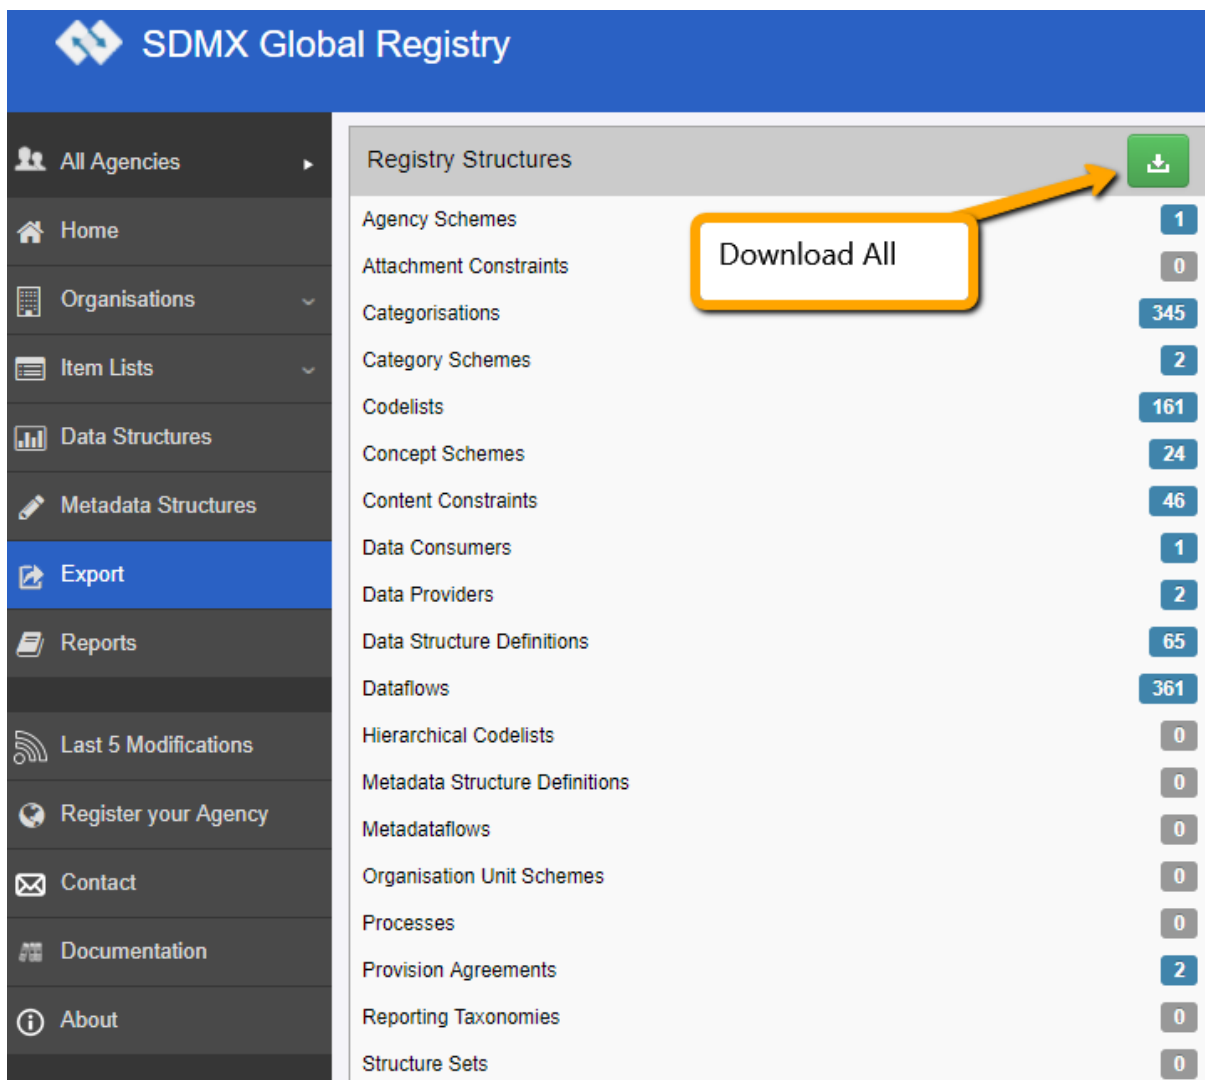 SDMX Global Registry
All Agencies
Home
Organisations
Item Lists
Data Structures
Metadata Structures
Export
Reports
Last 5 Modifications
Register your Agency
Contact
Documentation
About
Registry Structures
Download All
Agency Schemes 1
Attachment Constraints 0
Categorisations 345
Category Schemes 2
Codelists 161
Concept Schemes 24
Content Constraints 46
Data Consumers 1
Data Providers 2
Data Structure Definitions 65
Dataflows 361
Hierarchical Codelists 0
Metadata Structure Definitions 0
Metadataflows 0
Organisation Unit Schemes 0
Processes 0
Provision Agreements 2
Reporting Taxonomies 0
Structure Sets 0